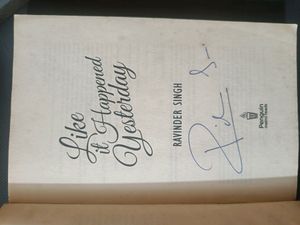 Like
it Happened
Yesterday
RAVINDER SINGH
Penguin